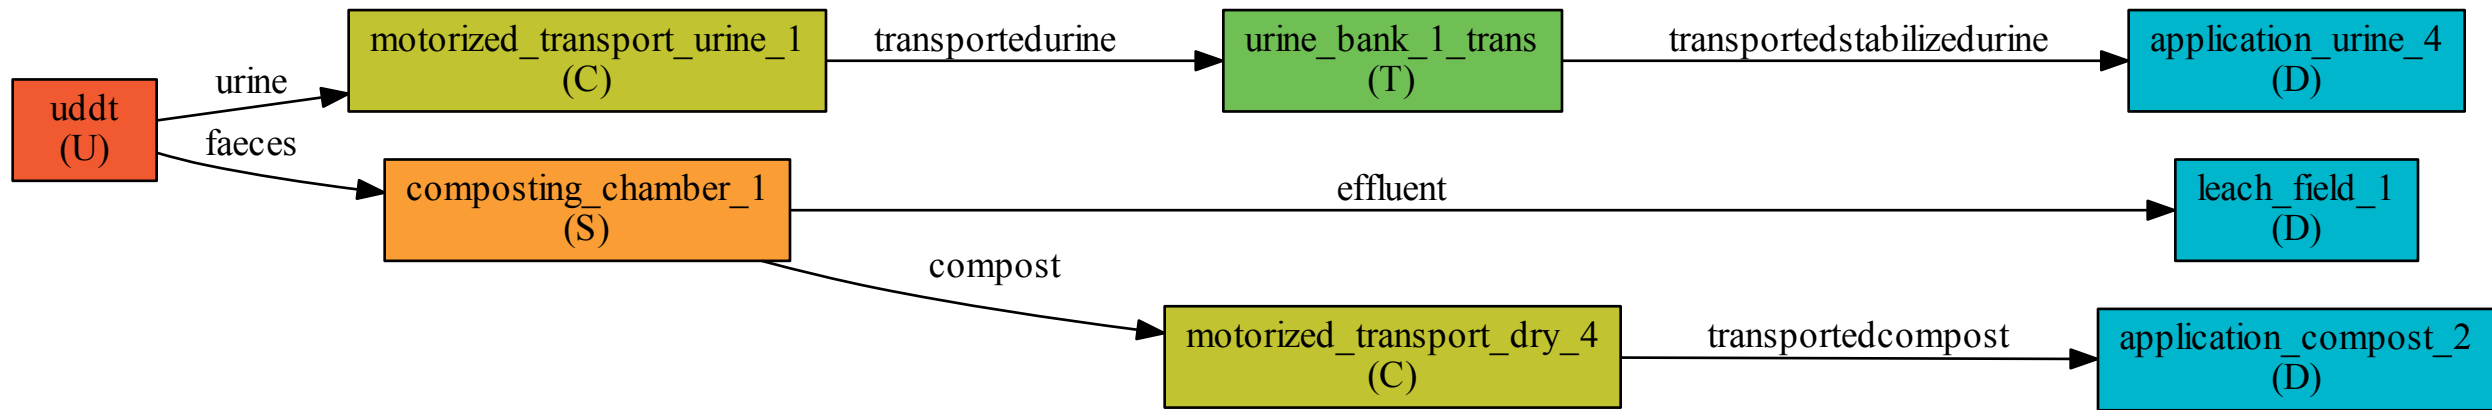 uddt
(U)
urine
faeces
motorized_transport_urine_1
(C)
transportedurine
urine_bank_1_trans
(T)
transportedstabilizedurine
application_urine_4
(D)
composting_chamber_1
(S)
effluent
leach_field_1
(D)
compost
motorized_transport_dry_4
(C)
transportedcompost
application_compost_2
(D)